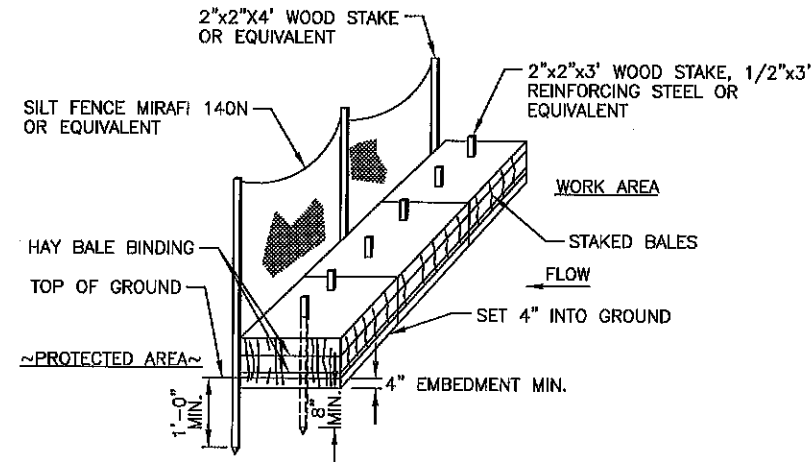 2"x2"X4' WOOD STAKE
OR EQUIVALENT
2"x2"x3' WOOD STAKE, 1/2"x3'
REINFORCING STEEL OR
EQUIVALENT
SILT FENCE MIRAFI 140N
OR EQUIVALENT
WORK AREA
HAY BALE BINDING
STAKED BALES
TOP OF GROUND
FLOW
SET 4" INTO GROUND
~PROTECTED AREA~
4" EMBEDMENT MIN.
1'-0"
MIN.
8"
MIN.